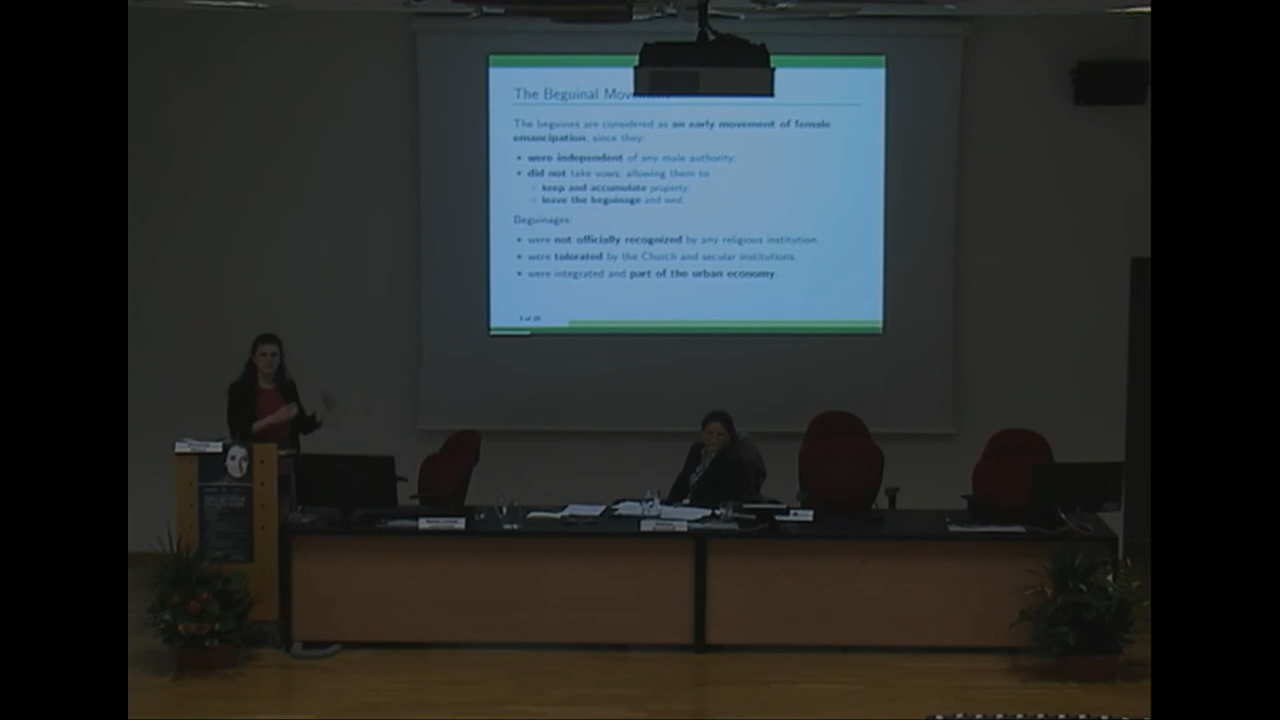 The Beguinal Movement
The beguines are considered as an early movement of female
emancipation, since they:
• were independent of any male authority;
• did not take vows, allowing them to
○ keep and accumulate property;
○ leave the beguinage and wed.
Beguinages:
• were not officially recognized by any religious institution.
• were tolerated by the Church and secular institutions.
• were integrated and part of the urban economy.